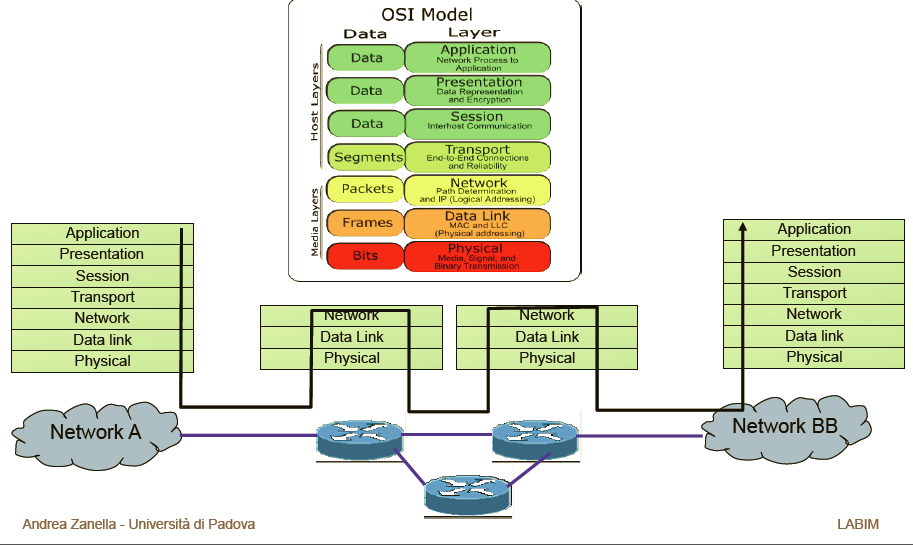 OSI Model
Data Layer
Host Layers
Media Layers
Data
Application
Network Process to
Application
Data
Presentation
Data Representation
and Encryption
Data
Session
Interhost Communication
Segments
Transport
End-to-End Connections
and Reliability
Packets
Network
Path Determination
and IP (Logical Addressing)
Frames
Data Link
MAC and LLC
(Physical addressing)
Bits
Physical
Media, Signal, and
Binary Transmission
Application
Presentation
Session
Transport
Network
Data link
Physical
Network
Data Link
Physical
Network
Data Link
Physical
Application
Presentation
Session
Transport
Network
Data link
Physical
Network A
Network BB
Andrea Zanella - Università di Padova
LABIM